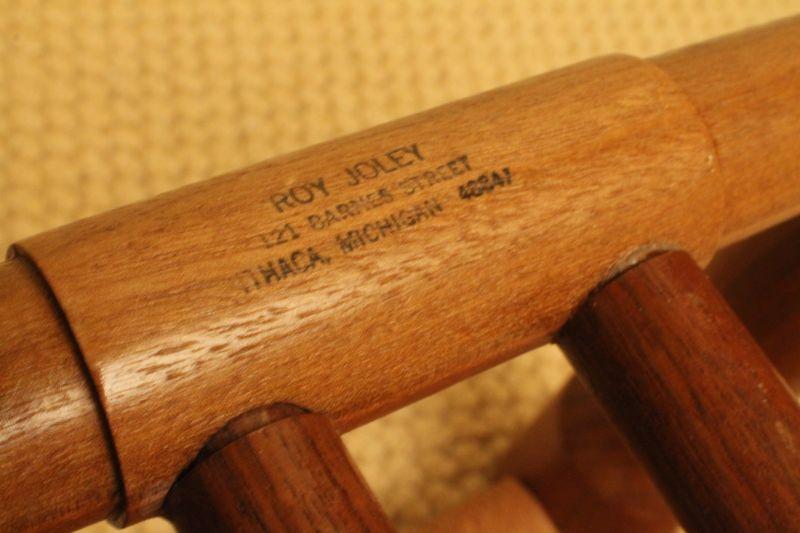 ROY JOLEY
121 BARNES STREET
ITHACA, MICHIGAN 48847